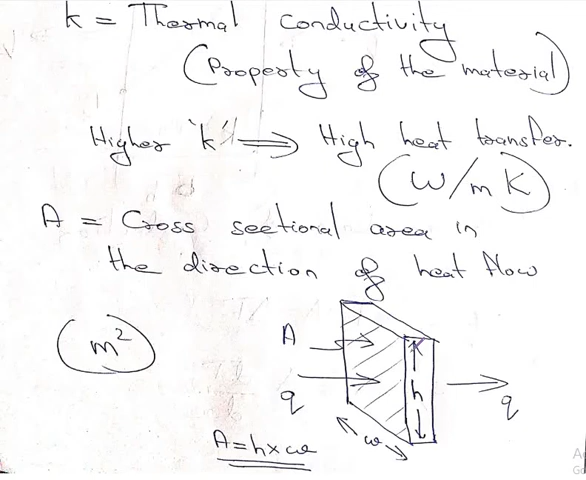 k = Thermal conductivity
(Property of the material)
Higher 'k' ⟹ High heat transfer.
(W/mK)
A = Cross sectional area in
the direction of heat flow
(m²)
A
q
h
q
w
A=h×w